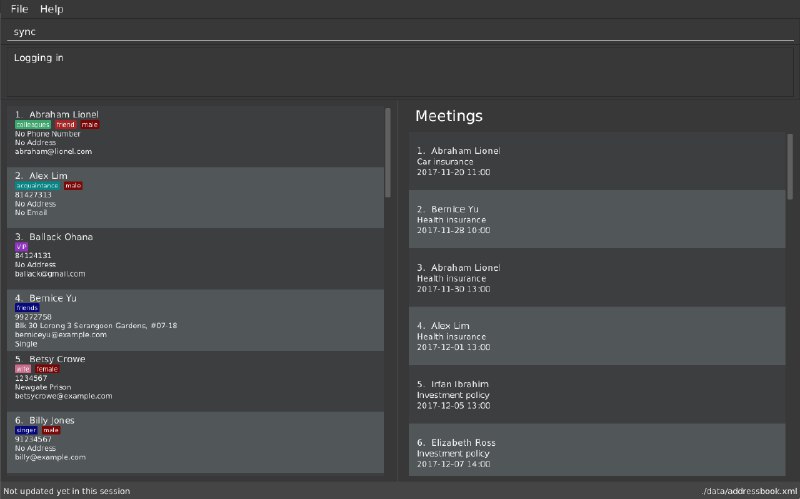 File Help
sync
Logging in
1. Abraham Lionel
colleagues friend male
No Phone Number
No Address
abraham@lionel.com
2. Alex Lim
acquaintance male
81427313
No Address
No Email
3. Ballack Ohana
VIP
84124131
No Address
ballack@gmail.com
4. Bernice Yu
friends
99272758
Blk 30 Lorong 3 Serangoon Gardens, #07-18
berniceyu@example.com
Single
5. Betsy Crowe
wife female
1234567
Newgate Prison
betsycrowe@example.com
6. Billy Jones
singer male
91234567
No Address
billy@example.com
Meetings
1. Abraham Lionel
Car insurance
2017-11-20 11:00
2. Bernice Yu
Health insurance
2017-11-28 10:00
3. Abraham Lionel
Health insurance
2017-11-30 13:00
4. Alex Lim
Health insurance
2017-12-01 13:00
5. Irfan Ibrahim
Investment policy
2017-12-05 13:00
6. Elizabeth Ross
Investment policy
2017-12-07 14:00
Not updated yet in this session
./data/addressbook.xml